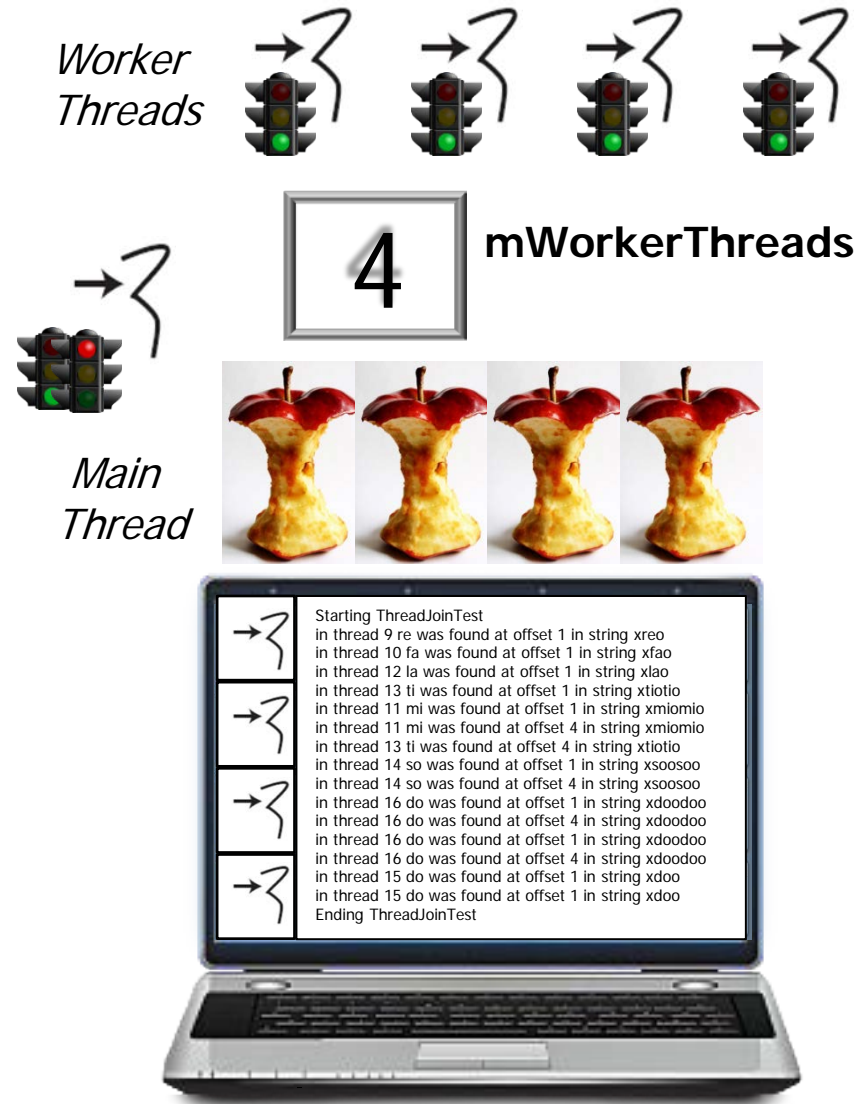 Worker
Threads
4
mWorkerThreads
Main
Thread
Starting ThreadJoinTest
in thread 9 re was found at offset 1 in string xreo
in thread 10 fa was found at offset 1 in string xfao
in thread 12 la was found at offset 1 in string xlao
in thread 13 ti was found at offset 1 in string xtiotio
in thread 11 mi was found at offset 1 in string xmiomio
in thread 11 mi was found at offset 4 in string xmiomio
in thread 13 ti was found at offset 4 in string xtiotio
in thread 14 so was found at offset 1 in string xsoosoo
in thread 14 so was found at offset 4 in string xsoosoo
in thread 16 do was found at offset 1 in string xdoodoo
in thread 16 do was found at offset 4 in string xdoodoo
in thread 16 do was found at offset 1 in string xdoodoo
in thread 16 do was found at offset 4 in string xdoodoo
in thread 15 do was found at offset 1 in string xdoo
in thread 15 do was found at offset 1 in string xdoo
Ending ThreadJoinTest